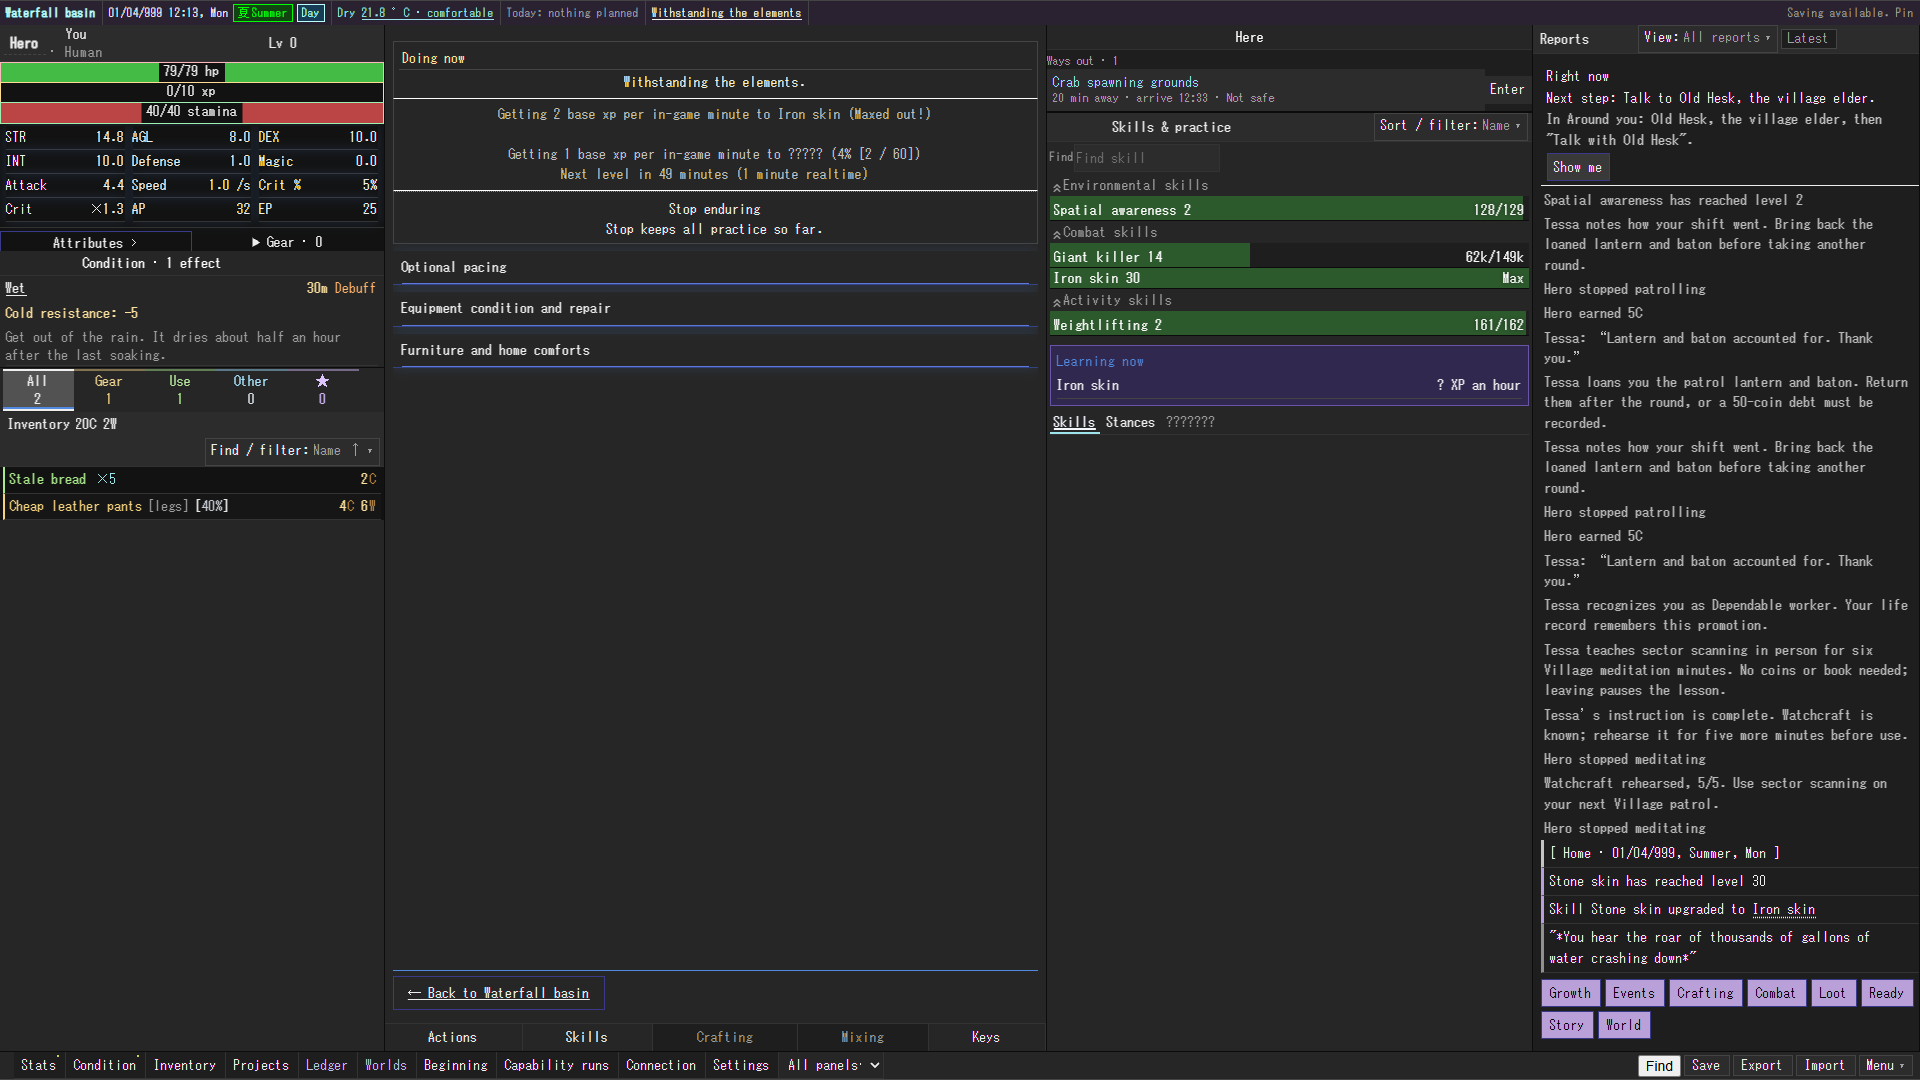 Waterfall basin 01/04/999 12:13, Mon 夏Summer Day Dry 21.8 ° C · comfortable Today: nothing planned Withstanding the elements Saving available. Pin
Hero · You Human Lv 0
79/79 hp
0/10 xp
40/40 stamina
STR 14.8 AGL 8.0 DEX 10.0
INT 10.0 Defense 1.0 Magic 0.0
Attack 4.4 Speed 1.0 /s Crit % 5%
Crit ×1.3 AP 32 EP 25
Attributes > ▶ Gear · 0
Condition · 1 effect
Wet 30m Debuff
Cold resistance: -5
Get out of the rain. It dries about half an hour
after the last soaking.
All Gear Use Other ★
2 1 1 0 0
Inventory 20C 2W
Find / filter: Name ↑ ▾
Stale bread ×5 2C
Cheap leather pants [legs] [40%] 4C 6W
Doing now
Withstanding the elements.
Getting 2 base xp per in-game minute to Iron skin (Maxed out!)
Getting 1 base xp per in-game minute to ????? (4% [2 / 60])
Next level in 49 minutes (1 minute realtime)
Stop enduring
Stop keeps all practice so far.
Optional pacing
Equipment condition and repair
Furniture and home comforts
← Back to Waterfall basin
Actions Skills Crafting Mixing Keys
Here
Ways out · 1
Crab spawning grounds
20 min away · arrive 12:33 · Not safe
Enter
Skills & practice Sort / filter: Name ▾
Find Find skill
Environmental skills
Spatial awareness 2 128/129
Combat skills
Giant killer 14 62k/149k
Iron skin 30 Max
Activity skills
Weightlifting 2 161/162
Learning now
Iron skin ? XP an hour
Skills Stances ???????
Reports View: All reports ▾ Latest
Right now
Next step: Talk to Old Hesk, the village elder.
In Around you: Old Hesk, the village elder, then
"Talk with Old Hesk".
Show me
Spatial awareness has reached level 2
Tessa notes how your shift went. Bring back the
loaned lantern and baton before taking another
round.
Hero stopped patrolling
Hero earned 5C
Tessa: “Lantern and baton accounted for. Thank
you.”
Tessa loans you the patrol lantern and baton. Return
them after the round, or a 50-coin debt must be
recorded.
Tessa notes how your shift went. Bring back the
loaned lantern and baton before taking another
round.
Hero stopped patrolling
Hero earned 5C
Tessa: “Lantern and baton accounted for. Thank
you.”
Tessa recognizes you as Dependable worker. Your life
record remembers this promotion.
Tessa teaches sector scanning in person for six
Village meditation minutes. No coins or book needed;
leaving pauses the lesson.
Tessa’s instruction is complete. Watchcraft is
known; rehearse it for five more minutes before use.
Hero stopped meditating
Watchcraft rehearsed, 5/5. Use sector scanning on
your next Village patrol.
Hero stopped meditating
[ Home · 01/04/999, Summer, Mon ]
Stone skin has reached level 30
Skill Stone skin upgraded to Iron skin
"*You hear the roar of thousands of gallons of
water crashing down*"
Growth Events Crafting Combat Loot Ready
Story World
Stats Condition Inventory Projects Ledger Worlds Beginning Capability runs Connection Settings All panels· Find Save Export Import Menu ▾